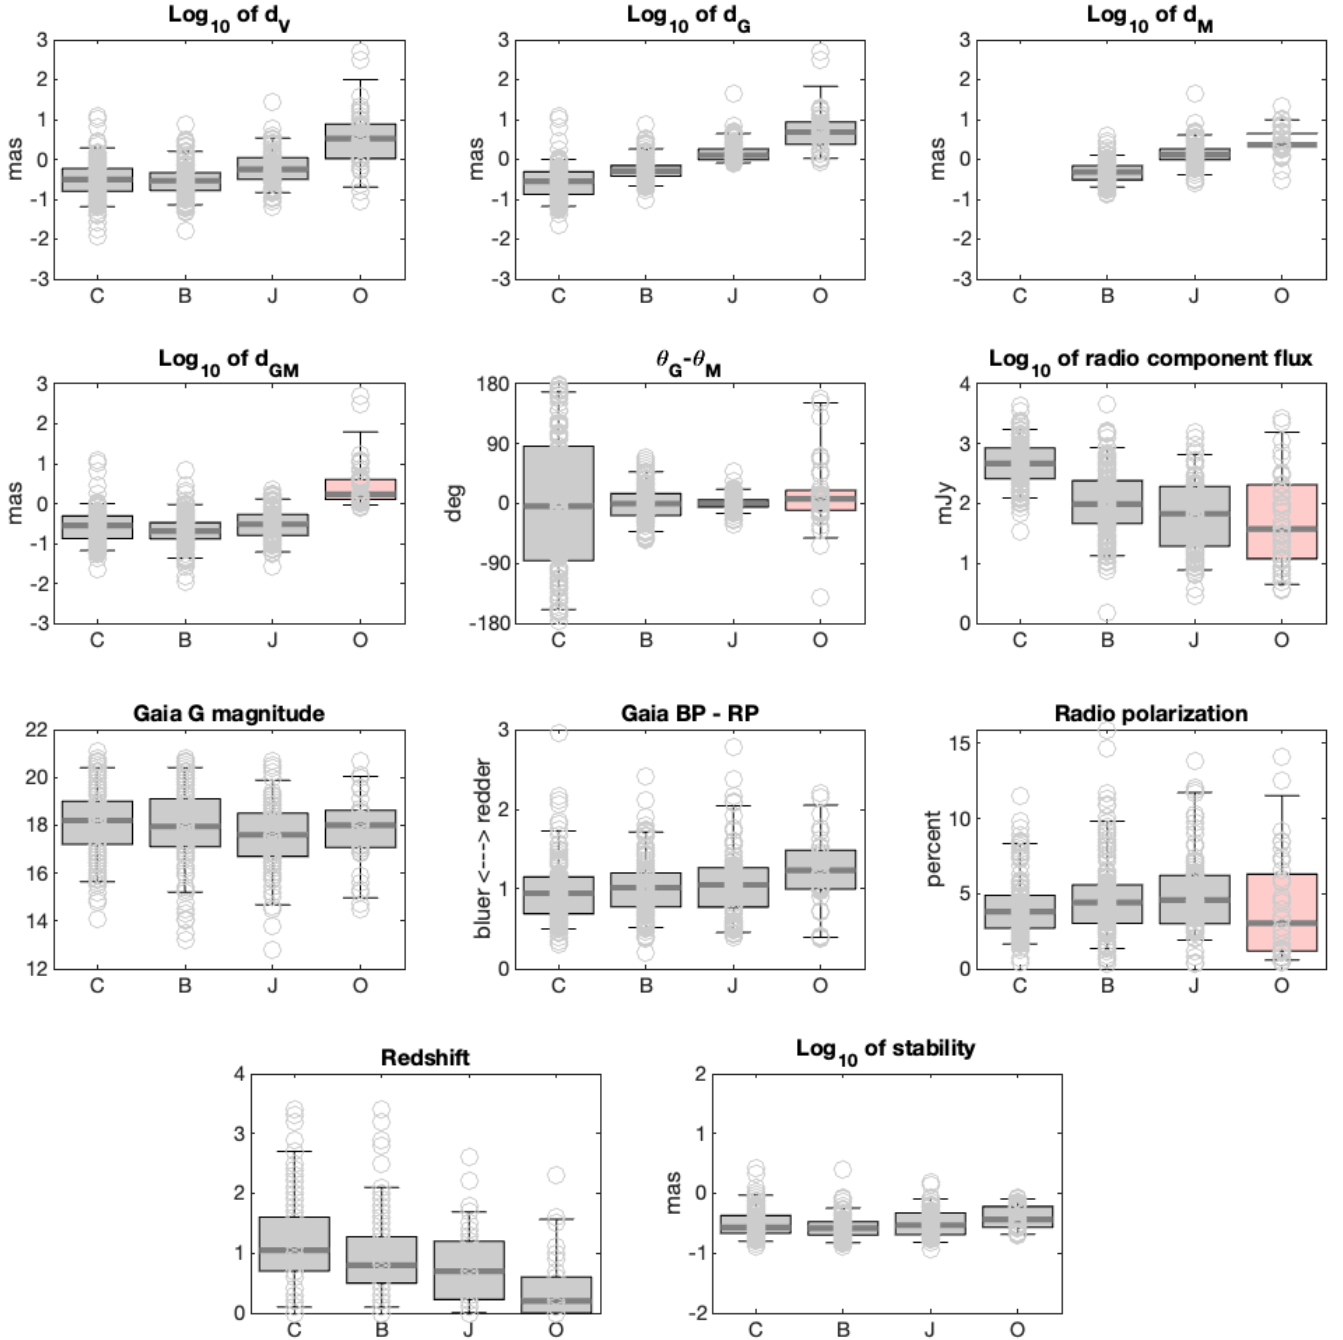 Log10 of dV
3
2
1
0
-1
-2
-3
mas
C B J O
Log10 of dG
3
2
1
0
-1
-2
-3
mas
C B J O
Log10 of dM
3
2
1
0
-1
-2
-3
mas
C B J O
Log10 of dGM
3
2
1
0
-1
-2
-3
mas
C B J O
θG-θM
180
90
0
-90
-180
deg
C B J O
Log10 of radio component flux
4
3
2
1
0
mJy
C B J O
Gaia G magnitude
22
20
18
16
14
12
C B J O
Gaia BP - RP
3
2
1
0
bluer <---> redder
C B J O
Radio polarization
15
10
5
0
percent
C B J O
Redshift
4
3
2
1
0
C B J O
Log10 of stability
2
1
0
-1
-2
mas
C B J O